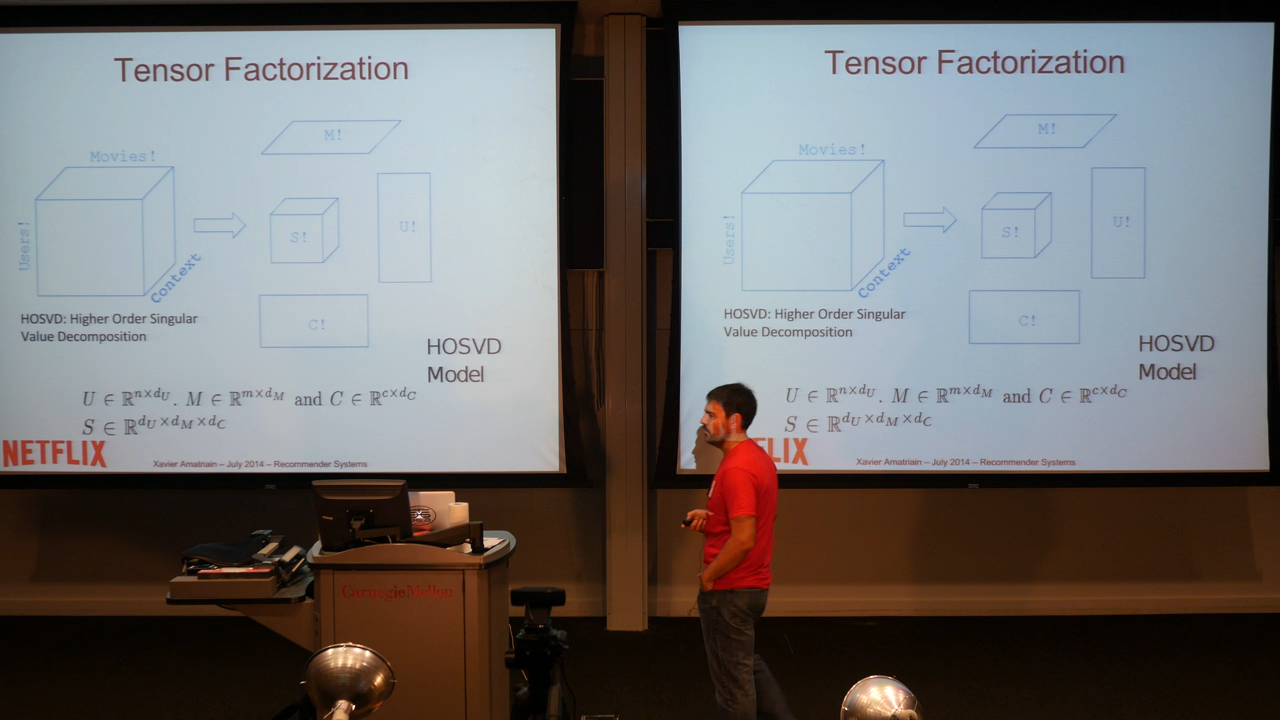 Tensor Factorization
M!
Movies!
Users!
S!
U!
Context
C!
HOSVD: Higher Order Singular
Value Decomposition
HOSVD
Model
U ∈ ℝ^{n×d_U}. M ∈ ℝ^{m×d_M} and C ∈ ℝ^{c×d_C}
S ∈ ℝ^{d_U×d_M×d_C}
NETFLIX
Xavier Amatriain – July 2014 – Recommender Systems
Tensor Factorization
M!
Movies!
Users!
S!
U!
Context
C!
HOSVD: Higher Order Singular
Value Decomposition
HOSVD
Model
U ∈ ℝ^{n×d_U}. M ∈ ℝ^{m×d_M} and C ∈ ℝ^{c×d_C}
S ∈ ℝ^{d_U×d_M×d_C}
FLIX
Xavier Amatriain – July 2014 – Recommender Systems
Carnegie Mellon